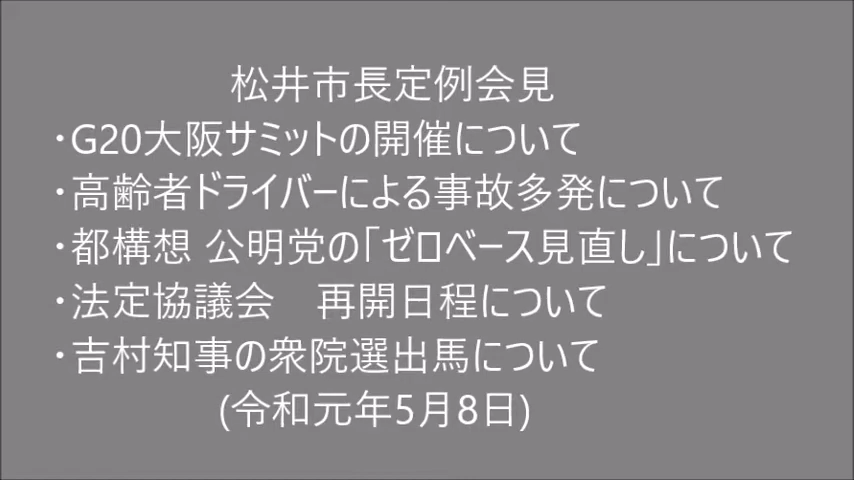 松井市長定例会見
・G20大阪サミットの開催について
・高齢者ドライバーによる事故多発について
・都構想 公明党の「ゼロベース見直し」について
・法定協議会　再開日程について
・吉村知事の衆院選出馬について
(令和元年5月8日)